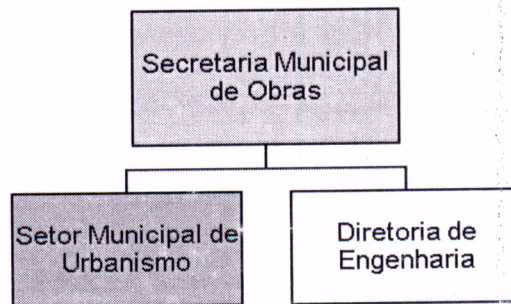 Secretaria Municipal
de Obras
Setor Municipal de
Urbanismo
Diretoria de
Engenharia